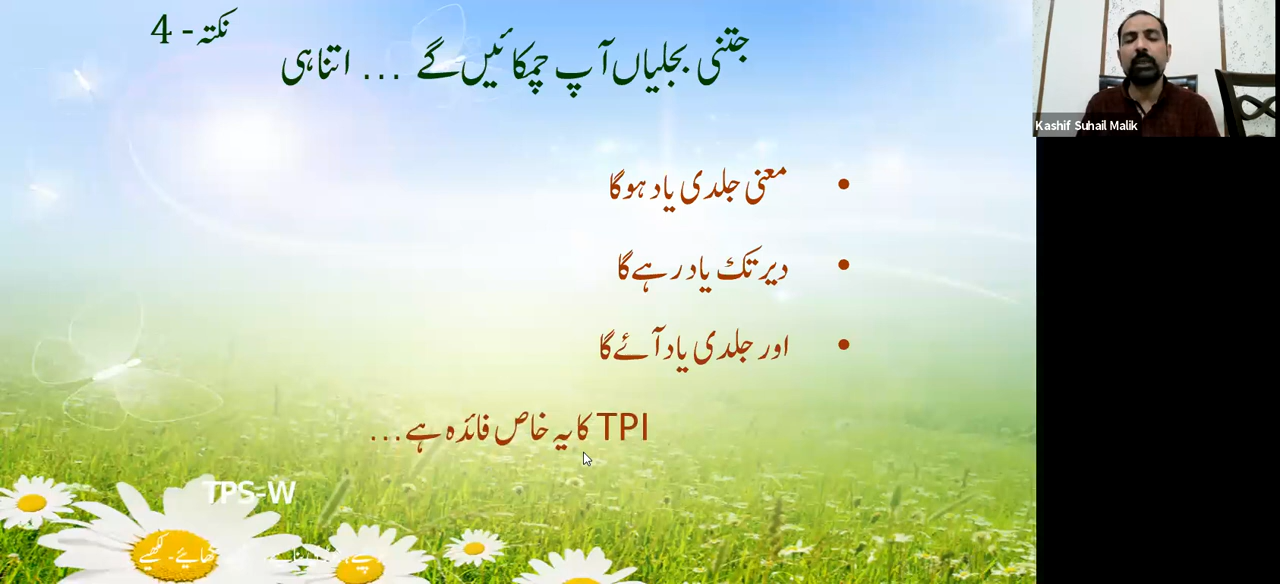 نکتہ - 4
جتنی بجلیاں آپ چمکائیں گے ... اتنا ہی
Kashif Suhail Malik
• معنی جلدی یاد ہوگا
• دیر تک یاد رہے گا
• اور جلدی یاد آئے گا
TPI کا یہ خاص فائدہ ہے...
TPS-W